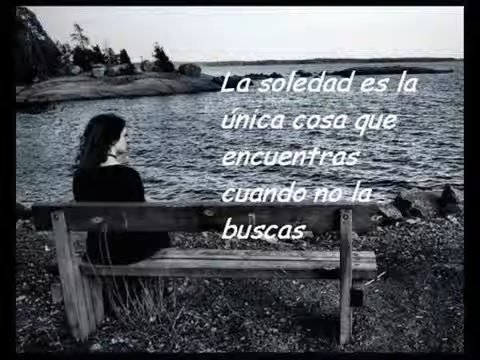 La soledad es la
única cosa que
encuentras
cuando no la
buscas